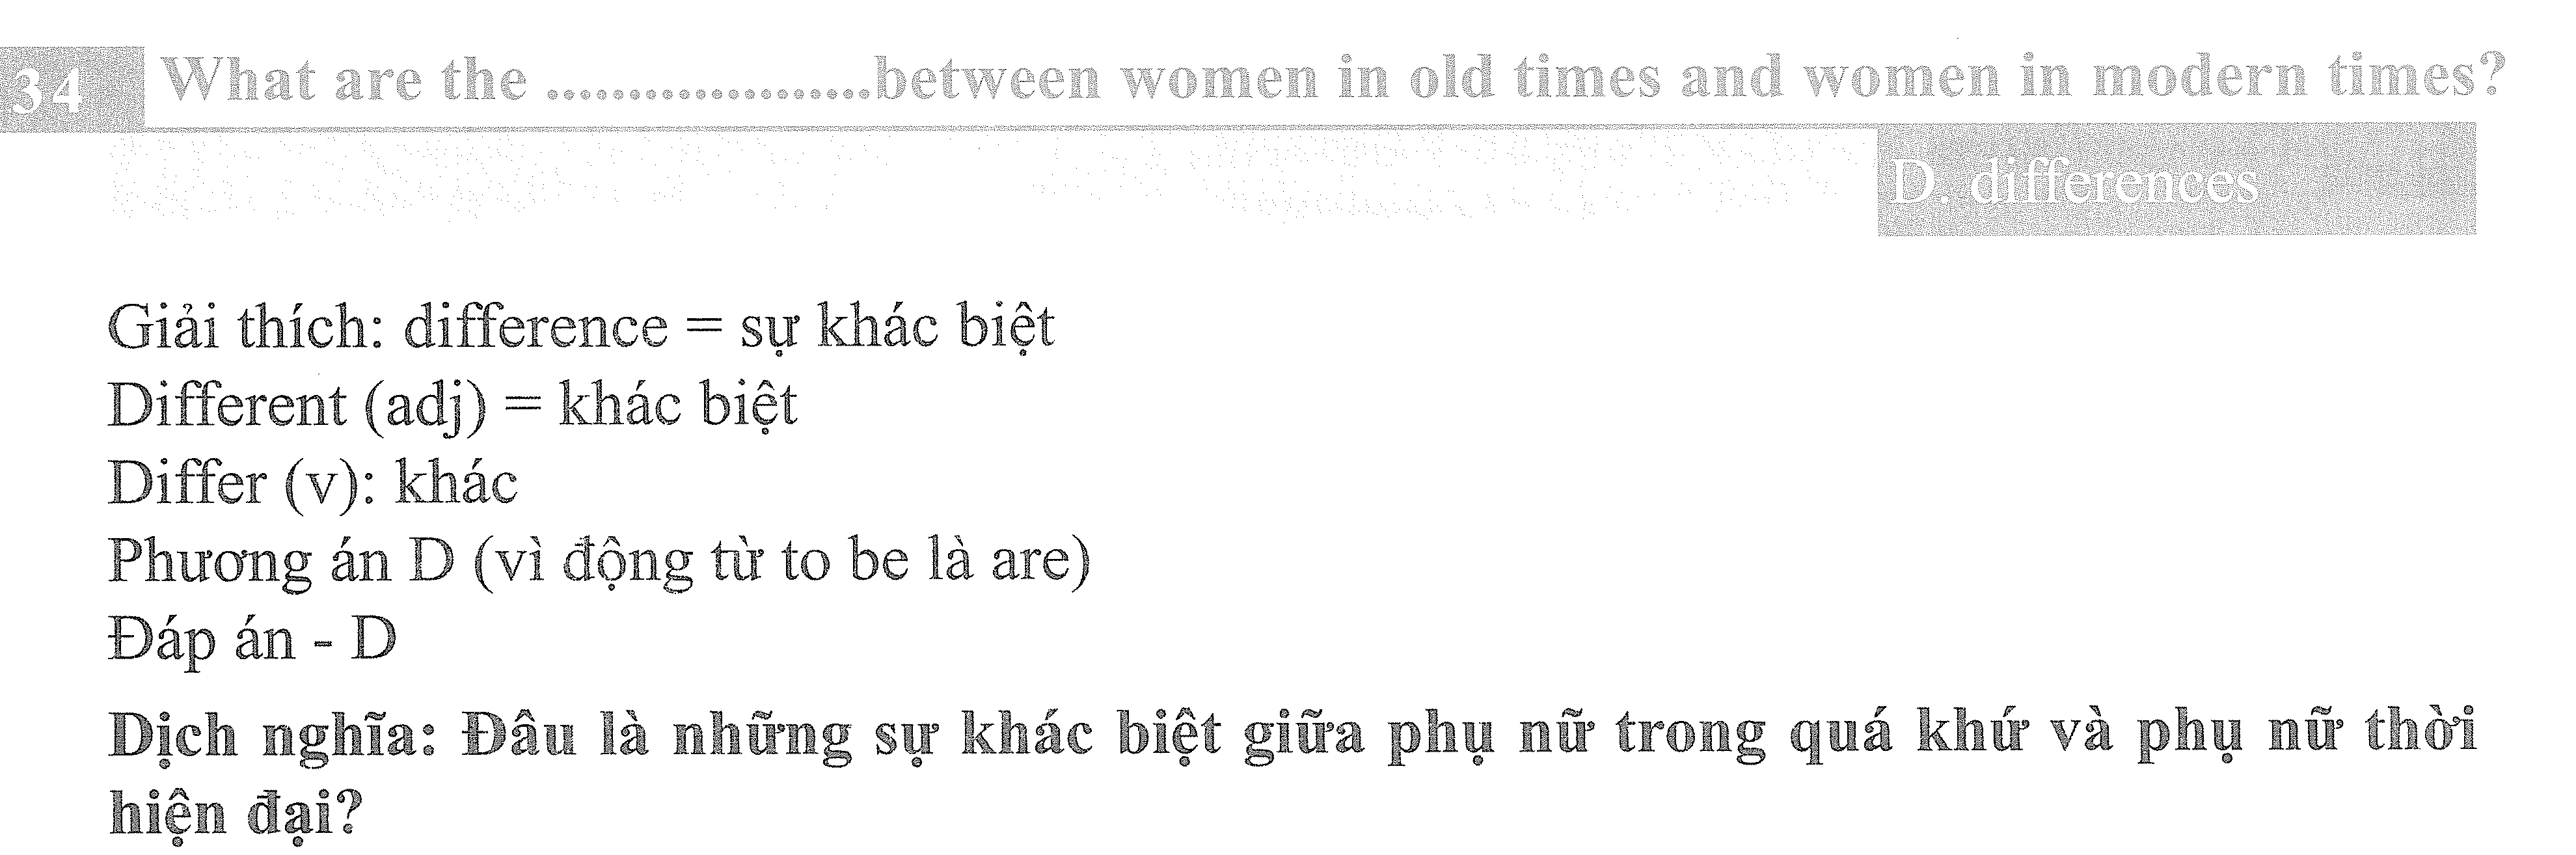 34 What are the ....................between women in old times and women in modern times?
D. differences
Giải thích: difference = sự khác biệt
Different (adj) = khác biệt
Differ (v): khác
Phương án D (vì động từ to be là are)
Đáp án - D
Dịch nghĩa: Đâu là những sự khác biệt giữa phụ nữ trong quá khứ và phụ nữ thời
hiện đại?